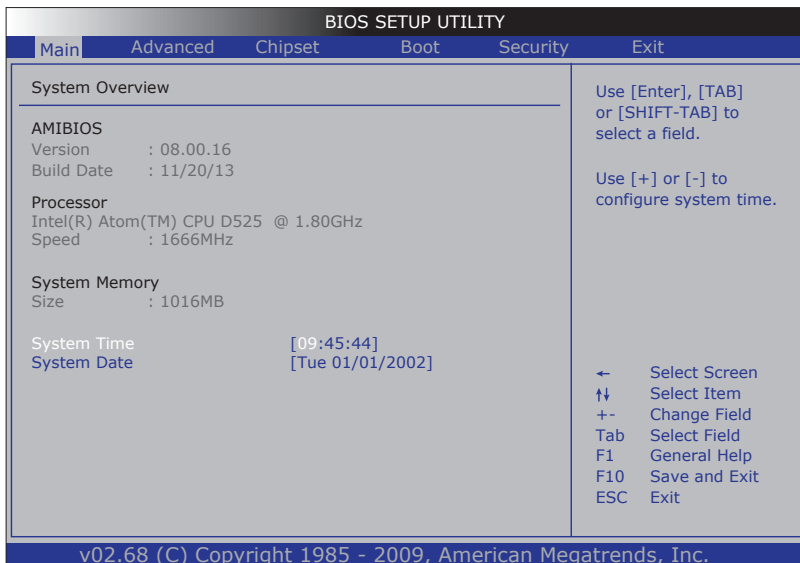 BIOS SETUP UTILITY
Main Advanced Chipset Boot Security Exit
System Overview
AMIBIOS
Version : 08.00.16
Build Date : 11/20/13
Processor
Intel(R) Atom(TM) CPU D525 @ 1.80GHz
Speed : 1666MHz
System Memory
Size : 1016MB
System Time [09:45:44]
System Date [Tue 01/01/2002]
Use [Enter], [TAB]
or [SHIFT-TAB] to
select a field.
Use [+] or [-] to
configure system time.
← Select Screen
↑↓ Select Item
+- Change Field
Tab Select Field
F1 General Help
F10 Save and Exit
ESC Exit
v02.68 (C) Copyright 1985 - 2009, American Megatrends, Inc.